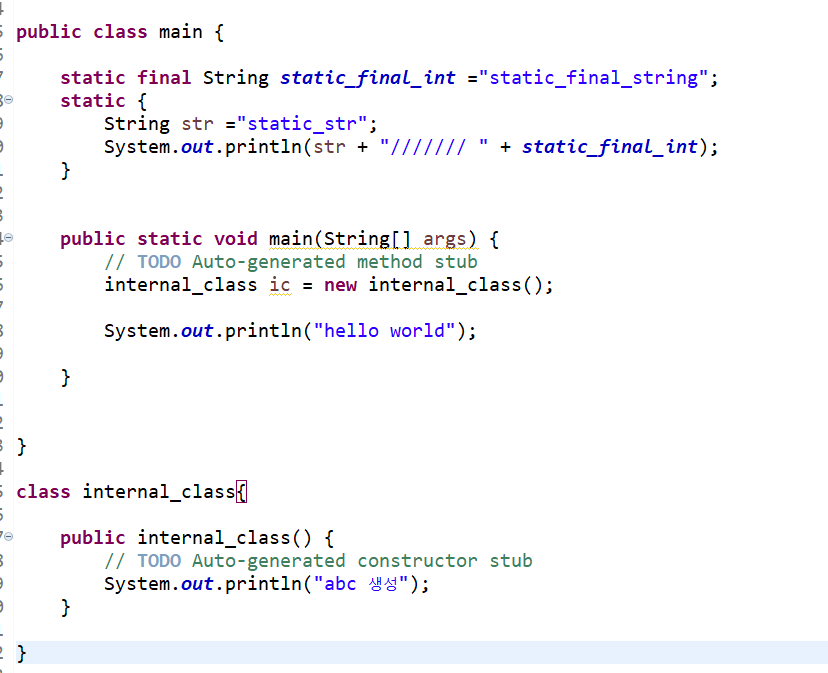 public class main {
static final String static_final_int ="static_final_string";
static {
String str ="static_str";
System.out.println(str + "/////// " + static_final_int);
}
public static void main(String[] args) {
// TODO Auto-generated method stub
internal_class ic = new internal_class();
System.out.println("hello world");
}
}
class internal_class{
public internal_class() {
// TODO Auto-generated constructor stub
System.out.println("abc 생성");
}
}